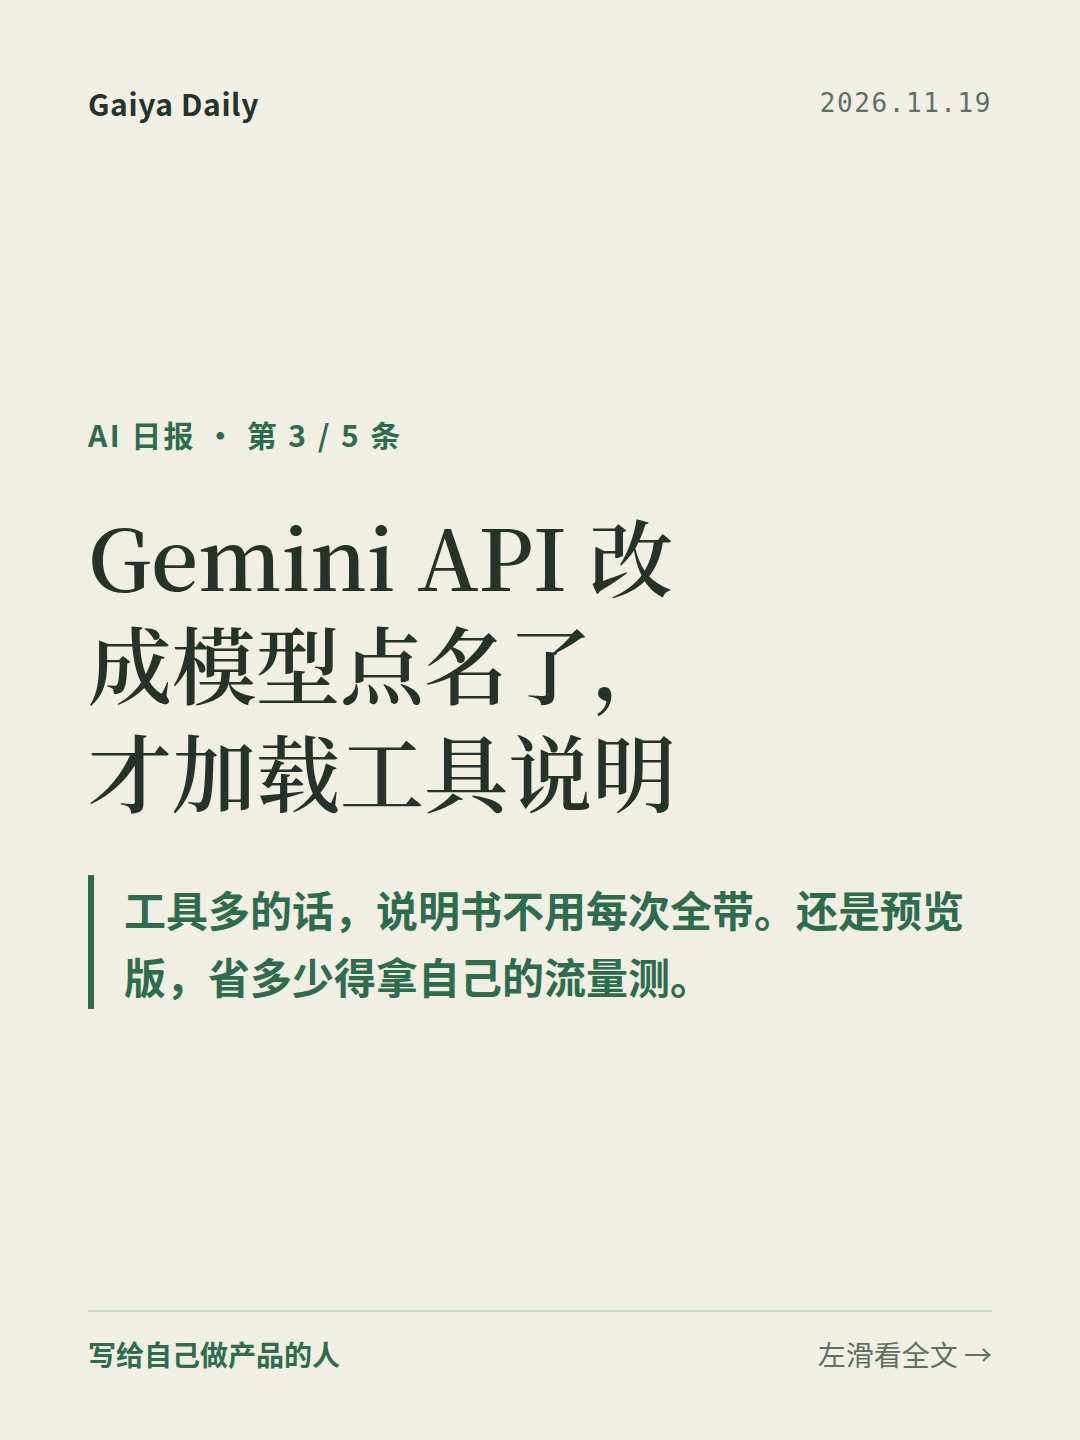 Gaiya Daily
2026.11.19
AI 日报 · 第 3 / 5 条
Gemini API 改
成模型点名了，
才加载工具说明
工具多的话，说明书不用每次全带。还是预览
版，省多少得拿自己的流量测。
写给自己做产品的人
左滑看全文 →